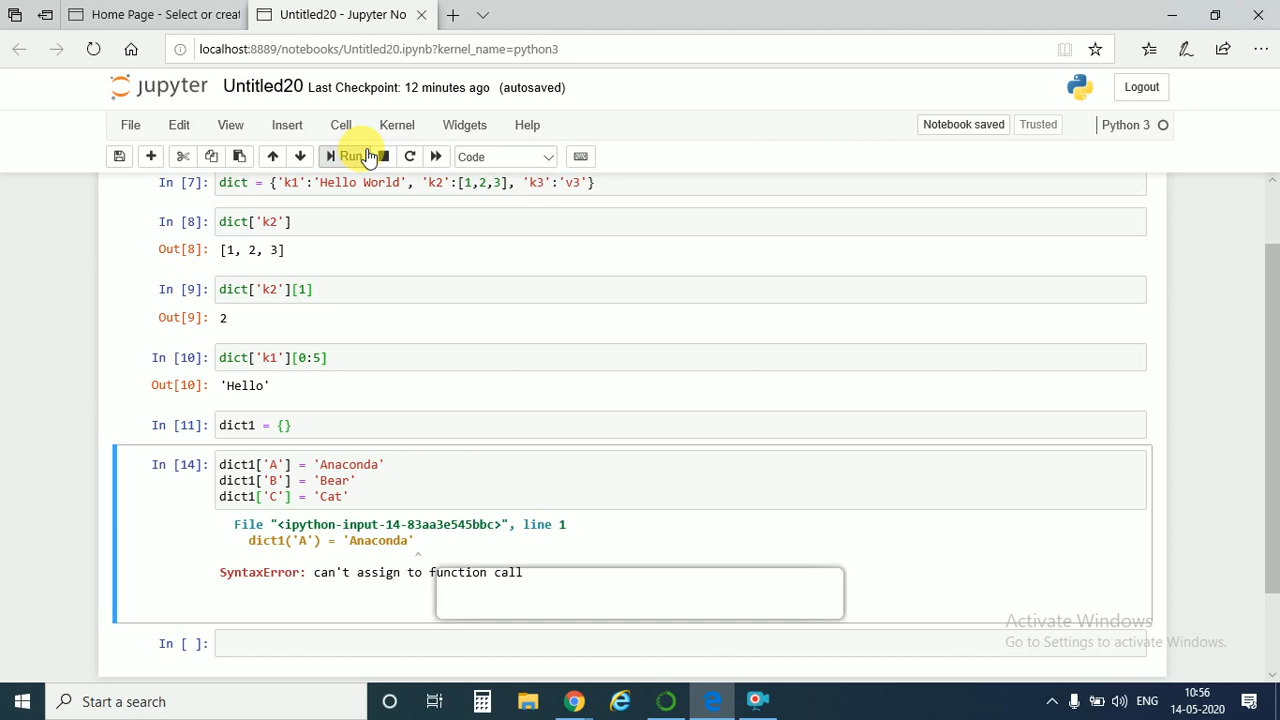 Home Page - Select or creat
Untitled20 - Jupyter No
localhost:8889/notebooks/Untitled20.ipynb?kernel_name=python3
jupyter Untitled20 Last Checkpoint: 12 minutes ago (autosaved)
Logout
File Edit View Insert Cell Kernel Widgets Help
Notebook saved Trusted Python 3
Run Code
In [7]: dict = {'k1':'Hello World', 'k2':[1,2,3], 'k3':'v3'}
In [8]: dict['k2']
Out[8]: [1, 2, 3]
In [9]: dict['k2'][1]
Out[9]: 2
In [10]: dict['k1'][0:5]
Out[10]: 'Hello'
In [11]: dict1 = {}
In [14]: dict1['A'] = 'Anaconda'
dict1['B'] = 'Bear'
dict1['C'] = 'Cat'
File "<ipython-input-14-83aa3e545bbc>", line 1
dict1('A') = 'Anaconda'
^
SyntaxError: can't assign to function call
Activate Windows
Go to Settings to activate Windows.
In [ ]:
Start a search
ENG
10:56
14-05-2020